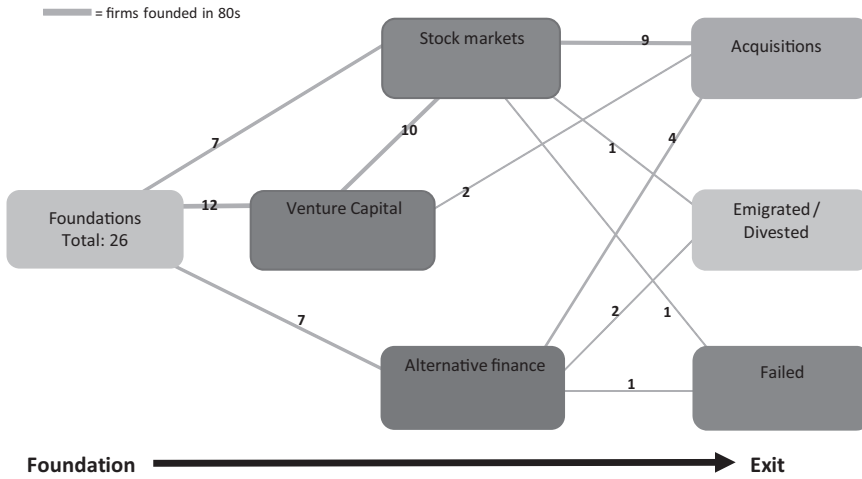 = firms founded in 80s
Stock markets
9
Acquisitions
10
7
1
4
12
2
Foundations
Total: 26
Venture Capital
Emigrated /
Divested
7
2
1
Alternative finance
1
Failed
Foundation
Exit